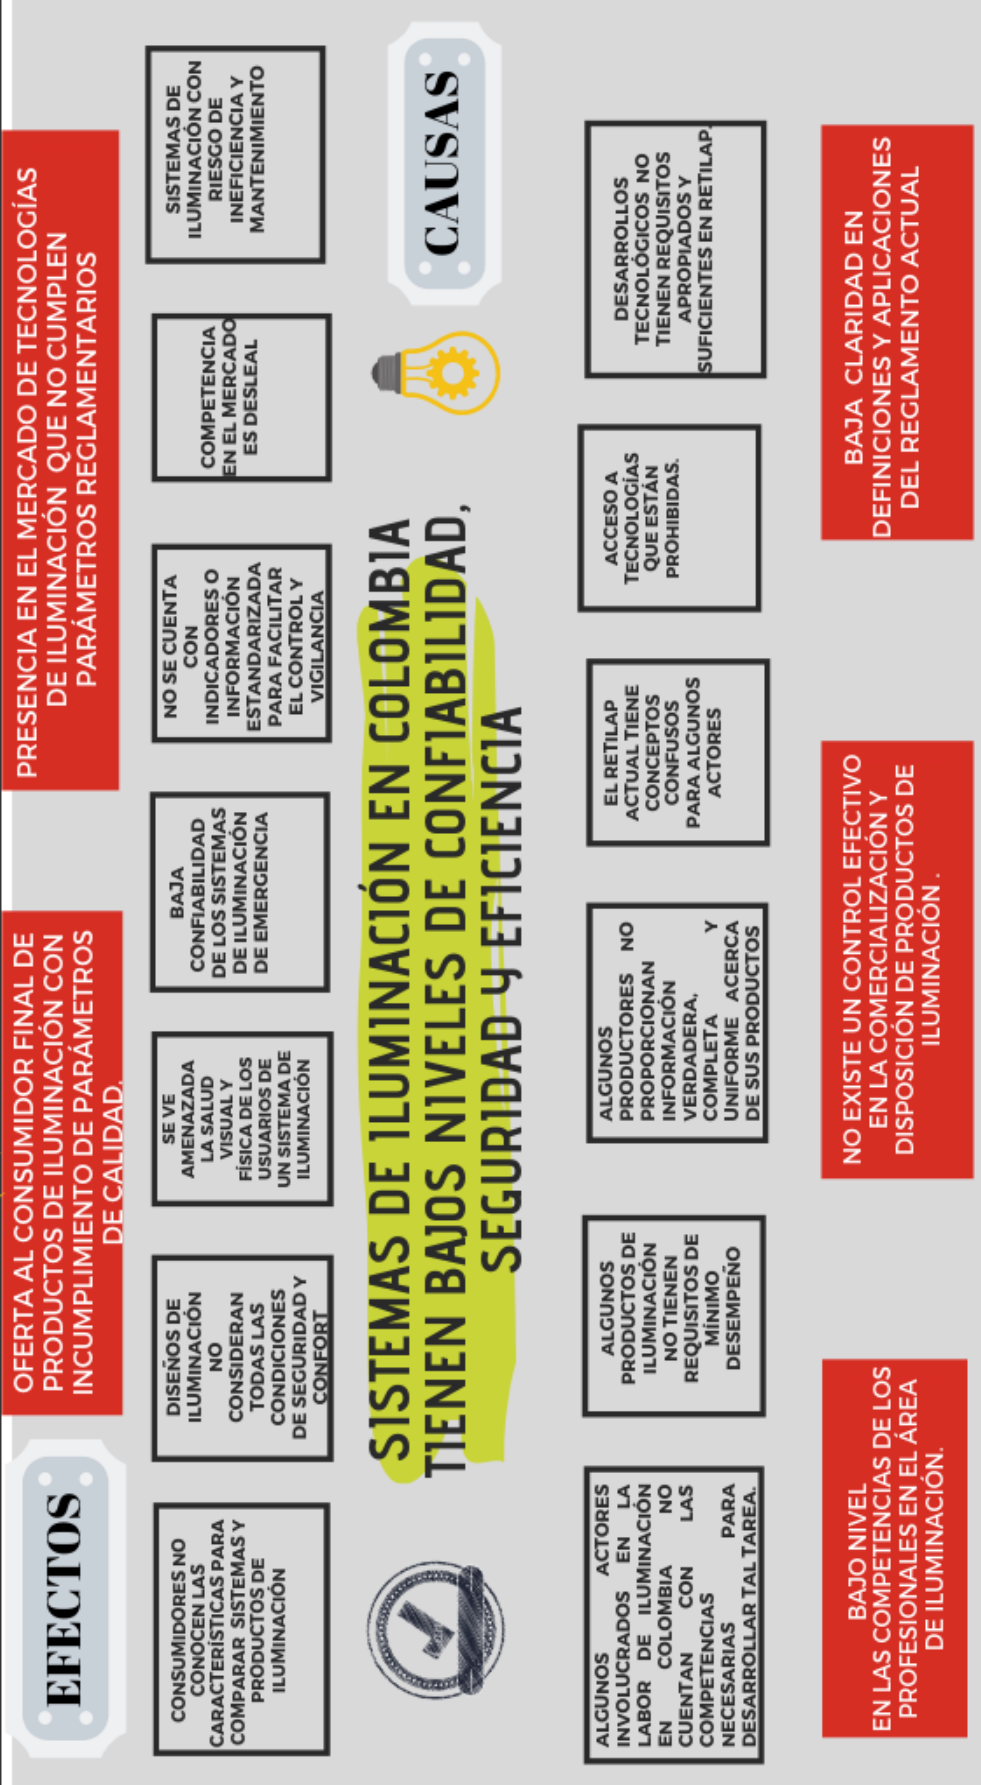 EFECTOS
OFERTA AL CONSUMIDOR FINAL DE
PRODUCTOS DE ILUMINACIÓN CON
INCUMPLIMIENTO DE PARÁMETROS
DE CALIDAD.
PRESENCIA EN EL MERCADO DE TECNOLOGÍAS
DE ILUMINACIÓN QUE NO CUMPLEN
PARÁMETROS REGLAMENTARIOS
CONSUMIDORES NO
CONOCEN LAS
CARACTERÍSTICAS PARA
COMPARAR SISTEMAS Y
PRODUCTOS DE
ILUMINACIÓN
DISEÑOS DE
ILUMINACIÓN
NO
CONSIDERAN
TODAS LAS
CONDICIONES
DE SEGURIDAD Y
CONFORT
SE VE
AMENAZADA
LA SALUD
VISUAL Y
FÍSICA DE LOS
USUARIOS DE
UN SISTEMA DE
ILUMINACIÓN
BAJA
CONFIABILIDAD
DE LOS SISTEMAS
DE ILUMINACIÓN
DE EMERGENCIA
NO SE CUENTA
CON
INDICADORES O
INFORMACIÓN
ESTANDARIZADA
PARA FACILITAR
EL CONTROL Y
VIGILANCIA
COMPETENCIA
EN EL MERCADO
ES DESLEAL
SISTEMAS DE
ILUMINACIÓN CON
RIESGO DE
INEFICIENCIA Y
MANTENIMIENTO
SISTEMAS DE ILUMINACIÓN EN COLOMBIA
TIENEN BAJOS NIVELES DE CONFIABILIDAD,
SEGURIDAD Y EFICIENCIA
CAUSAS
ALGUNOS ACTORES
INVOLUCRADOS EN LA
LABOR DE ILUMINACIÓN
EN COLOMBIA NO
CUENTAN CON LAS
COMPETENCIAS
NECESARIAS PARA
DESARROLLAR TAL TAREA.
ALGUNOS
PRODUCTOS DE
ILUMINACIÓN
NO TIENEN
REQUISITOS DE
MÍNIMO
DESEMPEÑO
ALGUNOS
PRODUCTORES NO
PROPORCIONAN
INFORMACIÓN
VERDADERA,
COMPLETA Y
UNIFORME ACERCA
DE SUS PRODUCTOS
EL RETILAP
ACTUAL TIENE
CONCEPTOS
CONFUSOS
PARA ALGUNOS
ACTORES
ACCESO A
TECNOLOGÍAS
QUE ESTÁN
PROHIBIDAS.
DESARROLLOS
TECNOLÓGICOS NO
TIENEN REQUISITOS
APROPIADOS Y
SUFICIENTES EN RETILAP.
BAJO NIVEL
EN LAS COMPETENCIAS DE LOS
PROFESIONALES EN EL ÁREA
DE ILUMINACIÓN.
NO EXISTE UN CONTROL EFECTIVO
EN LA COMERCIALIZACIÓN Y
DISPOSICIÓN DE PRODUCTOS DE
ILUMINACIÓN .
BAJA CLARIDAD EN
DEFINICIONES Y APLICACIONES
DEL REGLAMENTO ACTUAL